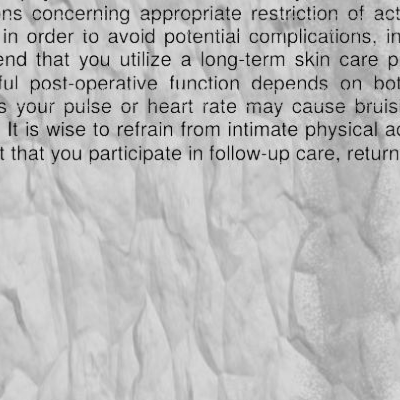 ns concerning appropriate restriction of act
in order to avoid potential complications, in
end that you utilize a long-term skin care p
ful post-operative function depends on bot
s your pulse or heart rate may cause bruis
It is wise to refrain from intimate physical ac
t that you participate in follow-up care, return